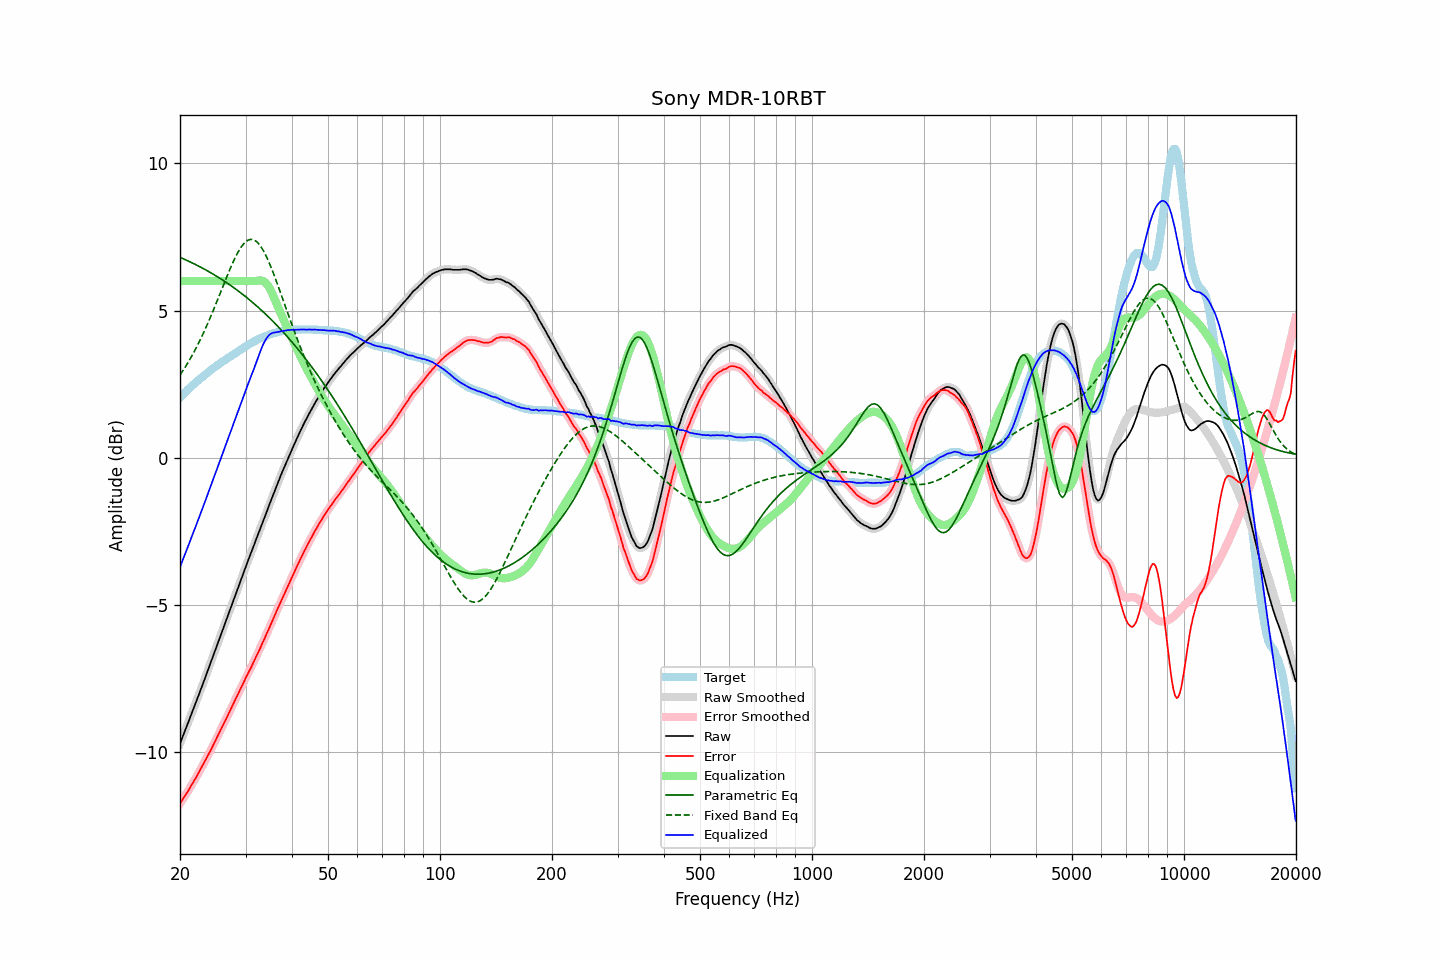 Sony MDR-10RBT
Amplitude (dBr)
10
5
0
−5
−10
Target
Raw Smoothed
Error Smoothed
Raw
Error
Equalization
Parametric Eq
Fixed Band Eq
Equalized
20 50 100 200 500 1000 2000 5000 10000 20000
Frequency (Hz)